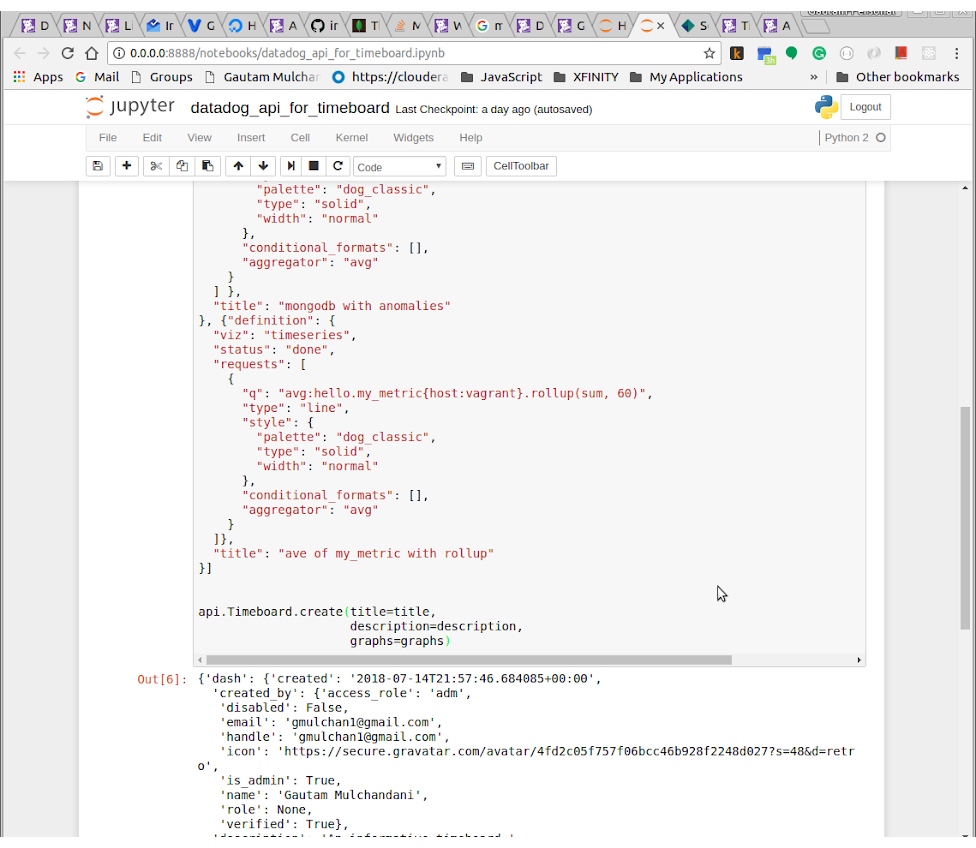 D N Li Ir G H A ir T M W G m D G H × S T A
0.0.0.0:8888/notebooks/datadog_api_for_timeboard.ipynb
Apps G Mail Groups Gautam Mulchar https://cloudera JavaScript XFINITY My Applications » Other bookmarks
jupyter datadog_api_for_timeboard Last Checkpoint: a day ago (autosaved) Logout
File Edit View Insert Cell Kernel Widgets Help Python 2
Code CellToolbar
"palette": "dog_classic",
"type": "solid",
"width": "normal"
},
"conditional_formats": [],
"aggregator": "avg"
}
] },
"title": "mongodb with anomalies"
}, {"definition": {
"viz": "timeseries",
"status": "done",
"requests": [
{
"q": "avg:hello.my_metric{host:vagrant}.rollup(sum, 60)",
"type": "line",
"style": {
"palette": "dog_classic",
"type": "solid",
"width": "normal"
},
"conditional_formats": [],
"aggregator": "avg"
}
]},
"title": "ave of my_metric with rollup"
}]
api.Timeboard.create(title=title,
description=description,
graphs=graphs)
Out[6]: {'dash': {'created': '2018-07-14T21:57:46.684085+00:00',
'created_by': {'access_role': 'adm',
'disabled': False,
'email': 'gmulchan1@gmail.com',
'handle': 'gmulchan1@gmail.com',
'icon': 'https://secure.gravatar.com/avatar/4fd2c05f757f06bcc46b928f2248d027?s=48&d=retr
o',
'is_admin': True,
'name': 'Gautam Mulchandani',
'role': None,
'verified': True},
'description': 'An informative timeboard.',